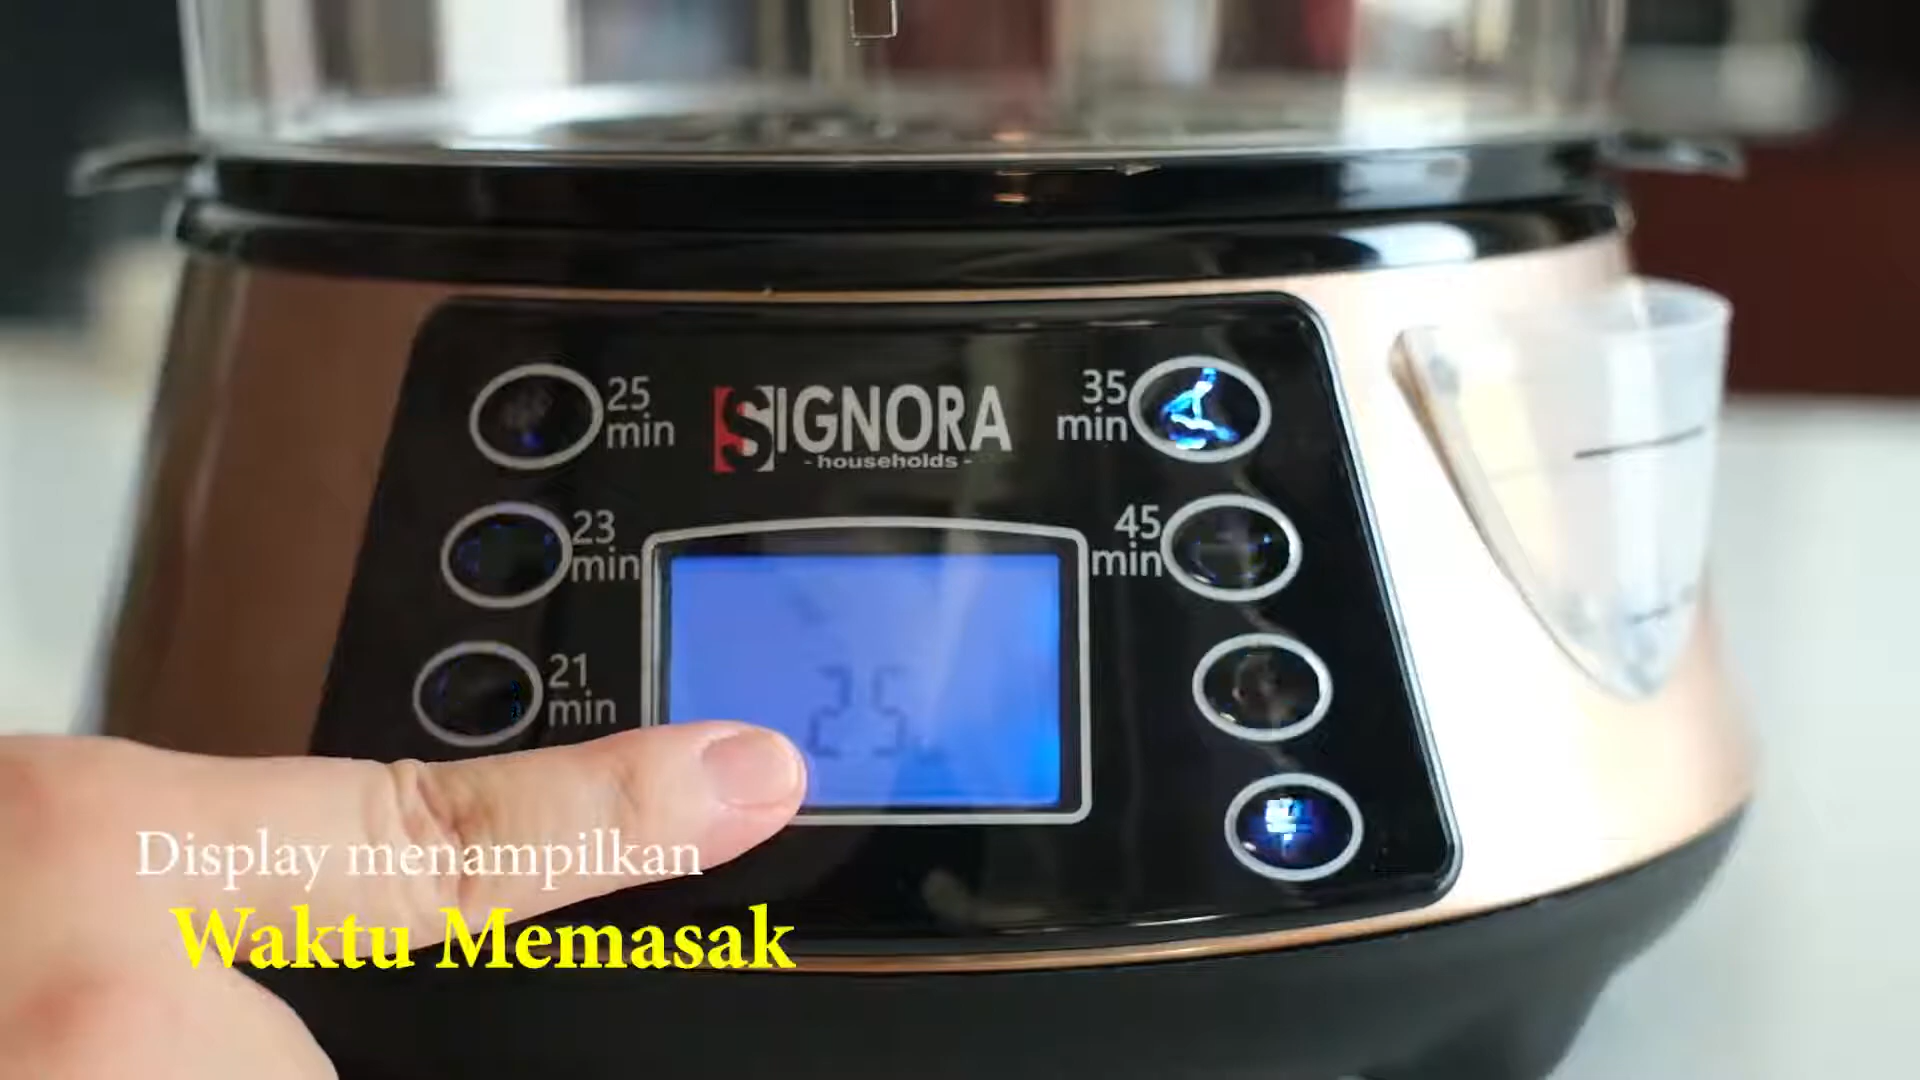 25
min
SIGNORA
- households -
35
min
23
min
45
min
21
min
25
Display menampilkan
Waktu Memasak